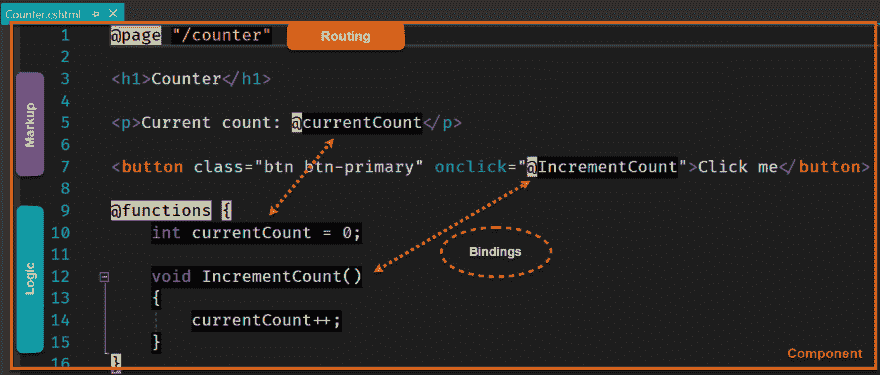 Counter.cshtml
1 @page "/counter" Routing
2
3 <h1>Counter</h1>
4
5 <p>Current count: @currentCount</p>
6
7 <button class="btn btn-primary" onclick="@IncrementCount">Click me</button>
8
9 @functions {
10 int currentCount = 0;
11
12 void IncrementCount()
13 {
14 currentCount++;
15 }
16 }
Markup
Logic
Bindings
Component